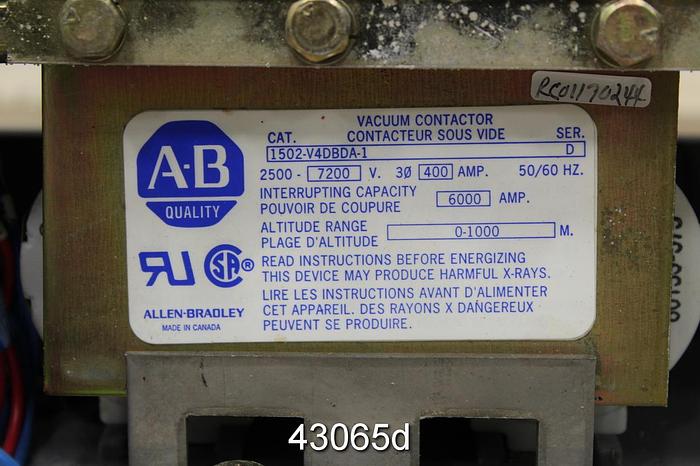 RC01170244
VACUUM CONTACTOR
CAT. CONTACTEUR SOUS VIDE SER.
1502-V4DBDA-1 D
2500 - 7200 V. 3Ø 400 AMP. 50/60 HZ.
INTERRUPTING CAPACITY
POUVOIR DE COUPURE 6000 AMP.
ALTITUDE RANGE
PLAGE D'ALTITUDE 0-1000 M.
READ INSTRUCTIONS BEFORE ENERGIZING
THIS DEVICE MAY PRODUCE HARMFUL X-RAYS.
LIRE LES INSTRUCTIONS AVANT D'ALIMENTER
CET APPAREIL. DES RAYONS X DANGEREUX
PEUVENT SE PRODUIRE.
A-B
QUALITY
RU SA®
ALLEN-BRADLEY
MADE IN CANADA
43065d